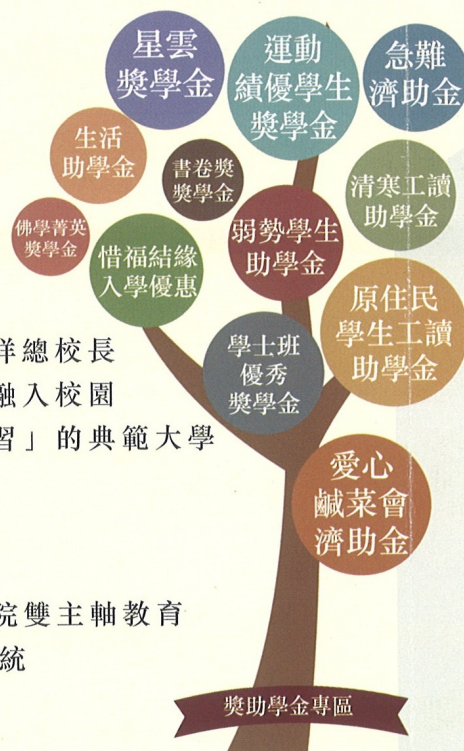 星雲
獎學金
運動
績優學生
獎學金
急難
濟助金
生活
助學金
書卷獎
獎學金
清寒工讀
助學金
佛學菁英
獎學金
惜福結緣
入學優惠
弱勢學生
助學金
原住民
學生工讀
助學金
學士班
優秀
獎學金
愛心
鹹菜會
濟助金
總校長
融入校園
習」的典範大學
院雙主軸教育
統
獎助學金專區